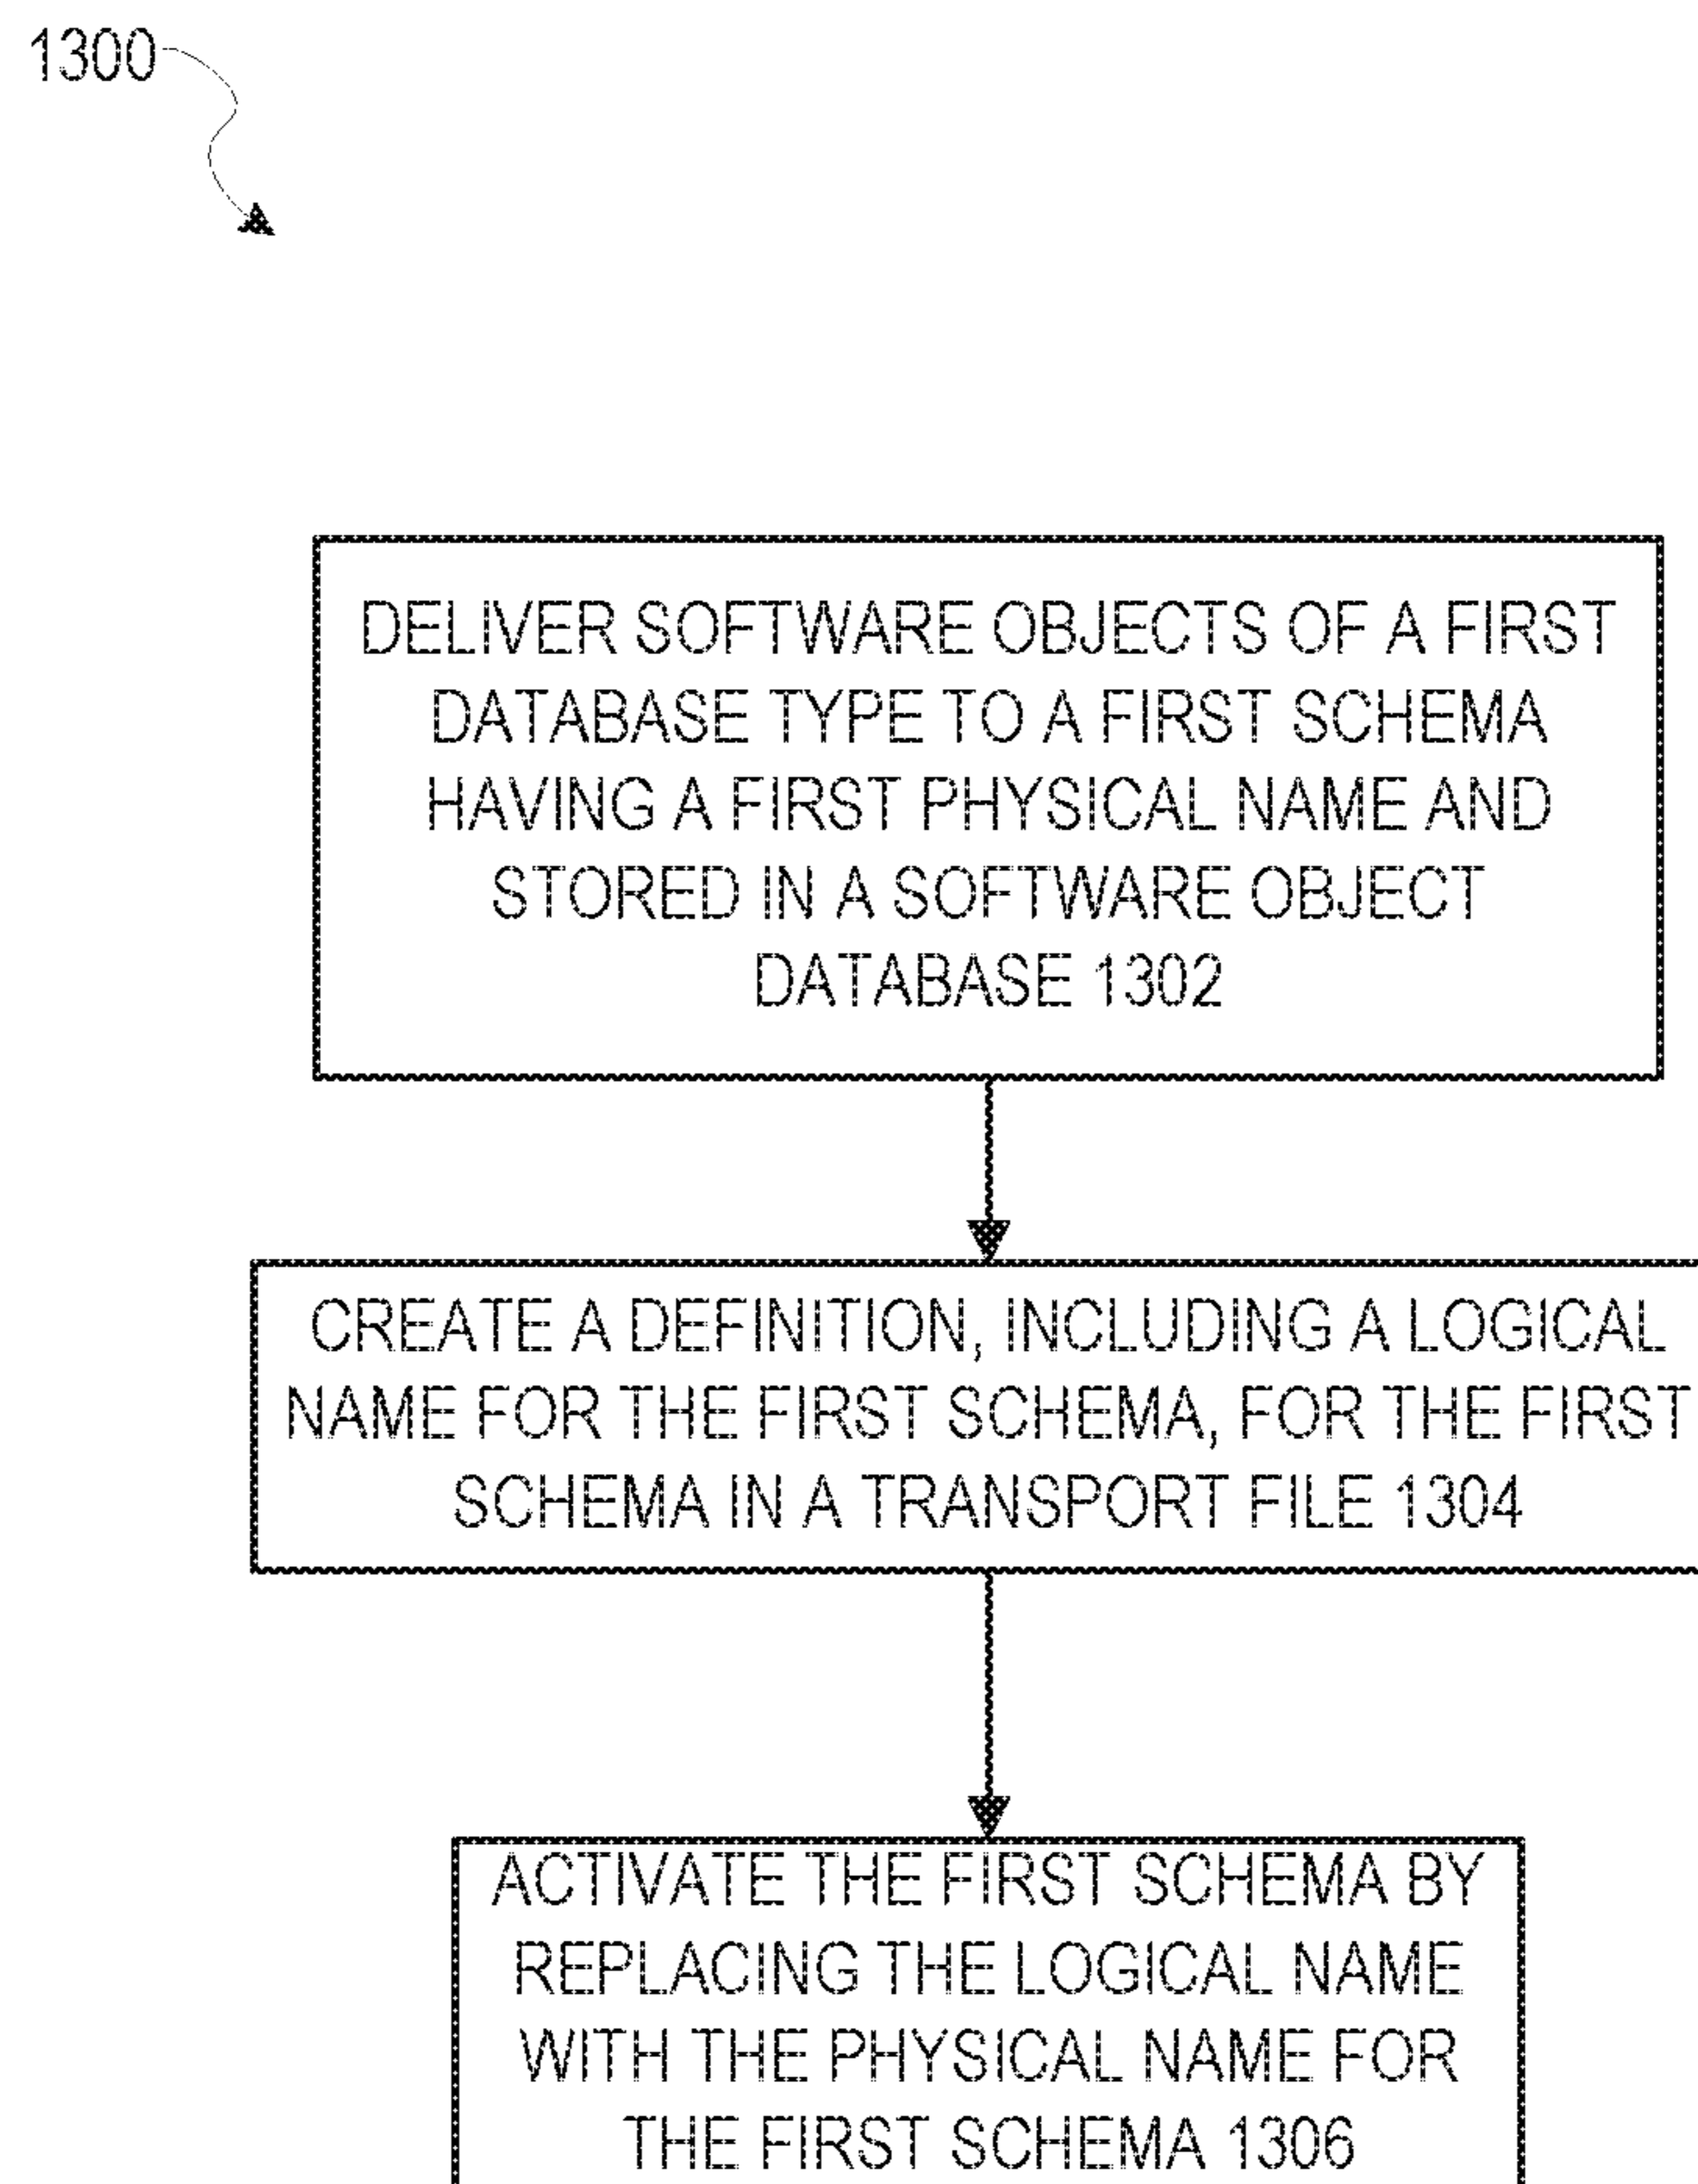 1300
DELIVER SOFTWARE OBJECTS OF A FIRST
DATABASE TYPE TO A FIRST SCHEMA
HAVING A FIRST PHYSICAL NAME AND
STORED IN A SOFTWARE OBJECT
DATABASE 1302
CREATE A DEFINITION, INCLUDING A LOGICAL
NAME FOR THE FIRST SCHEMA, FOR THE FIRST
SCHEMA IN A TRANSPORT FILE 1304
ACTIVATE THE FIRST SCHEMA BY
REPLACING THE LOGICAL NAME
WITH THE PHYSICAL NAME FOR
THE FIRST SCHEMA 1306